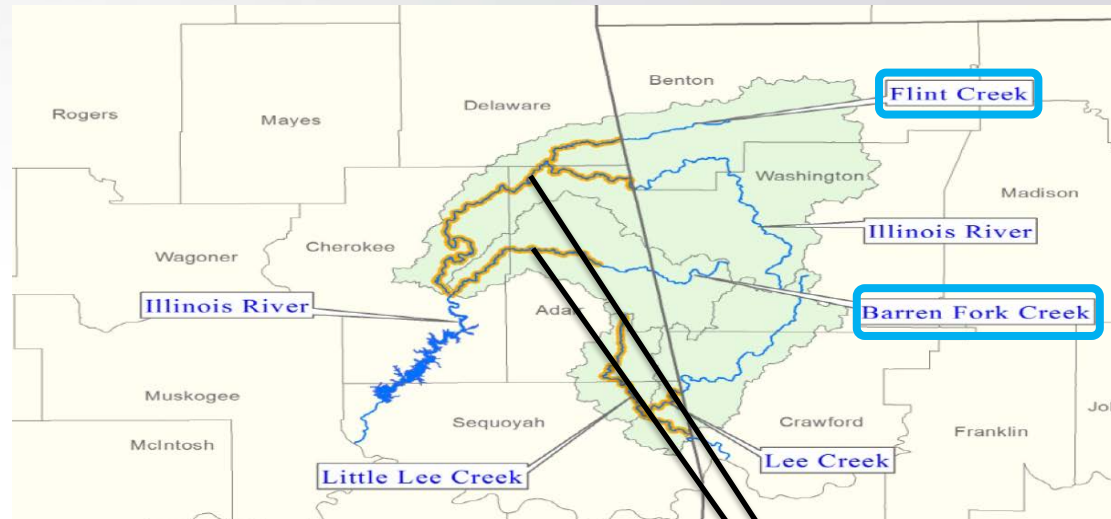 Benton
Flint Creek
Delaware
Rogers
Mayes
Washington
Madison
Illinois River
Cherokee
Wagoner
Illinois River
Barren Fork Creek
Adair
Muskogee
Sequoyah
Crawford
Franklin
McIntosh
Lee Creek
Little Lee Creek